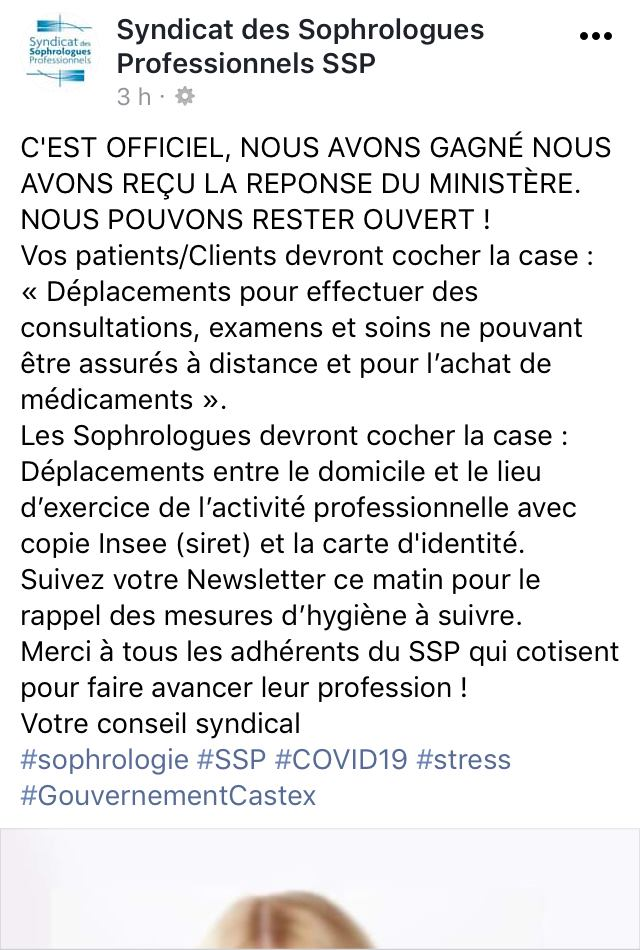 Syndicat des
Sophrologues
Professionnels
Syndicat des Sophrologues
Professionnels SSP
3 h ·
C'EST OFFICIEL, NOUS AVONS GAGNÉ NOUS
AVONS REÇU LA REPONSE DU MINISTÈRE.
NOUS POUVONS RESTER OUVERT !
Vos patients/Clients devront cocher la case :
« Déplacements pour effectuer des
consultations, examens et soins ne pouvant
être assurés à distance et pour l’achat de
médicaments ».
Les Sophrologues devront cocher la case :
Déplacements entre le domicile et le lieu
d’exercice de l’activité professionnelle avec
copie Insee (siret) et la carte d'identité.
Suivez votre Newsletter ce matin pour le
rappel des mesures d’hygiène à suivre.
Merci à tous les adhérents du SSP qui cotisent
pour faire avancer leur profession !
Votre conseil syndical
#sophrologie #SSP #COVID19 #stress
#GouvernementCastex